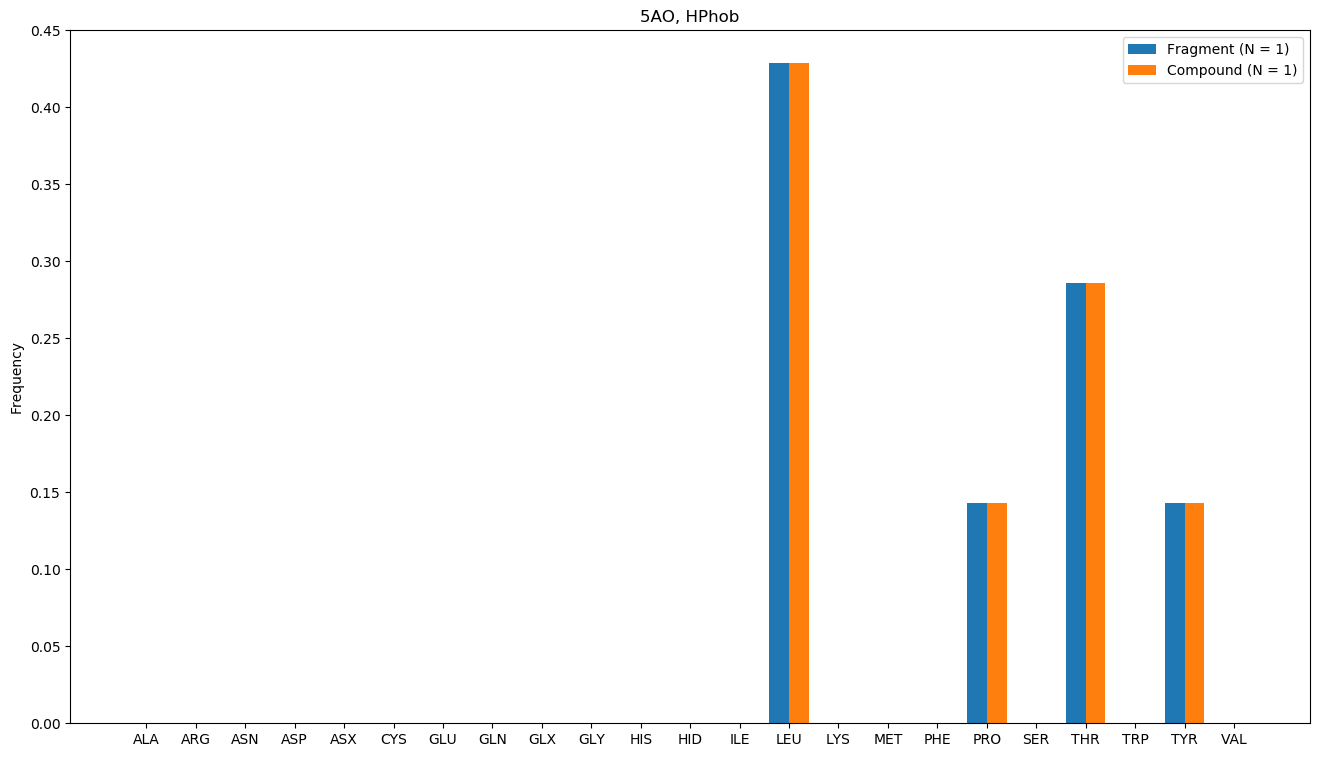 5AO, HPhob
Fragment (N = 1)
Compound (N = 1)
Frequency
0.45
0.40
0.35
0.30
0.25
0.20
0.15
0.10
0.05
0.00
ALA ARG ASN ASP ASX CYS GLU GLN GLX GLY HIS HID ILE LEU LYS MET PHE PRO SER THR TRP TYR VAL